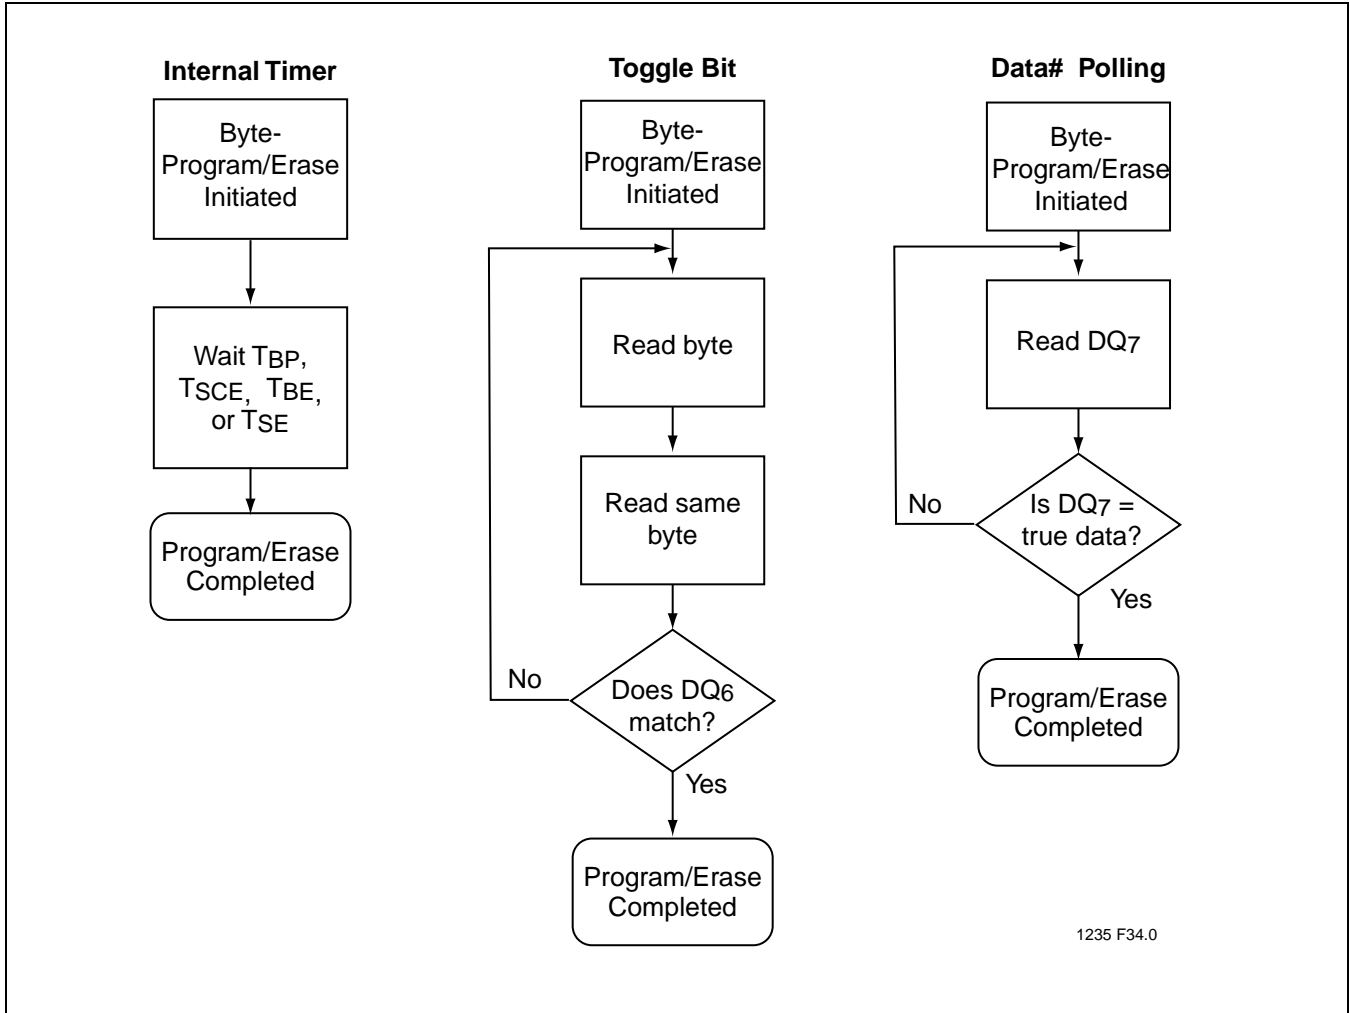 Internal Timer
Byte-
Program/Erase
Initiated
Wait TBP,
TSCE, TBE,
or TSE
Program/Erase
Completed
Toggle Bit
Byte-
Program/Erase
Initiated
Read byte
Read same
byte
Does DQ6
match?
No
Yes
Program/Erase
Completed
Data# Polling
Byte-
Program/Erase
Initiated
Read DQ7
Is DQ7 =
true data?
No
Yes
Program/Erase
Completed
1235 F34.0